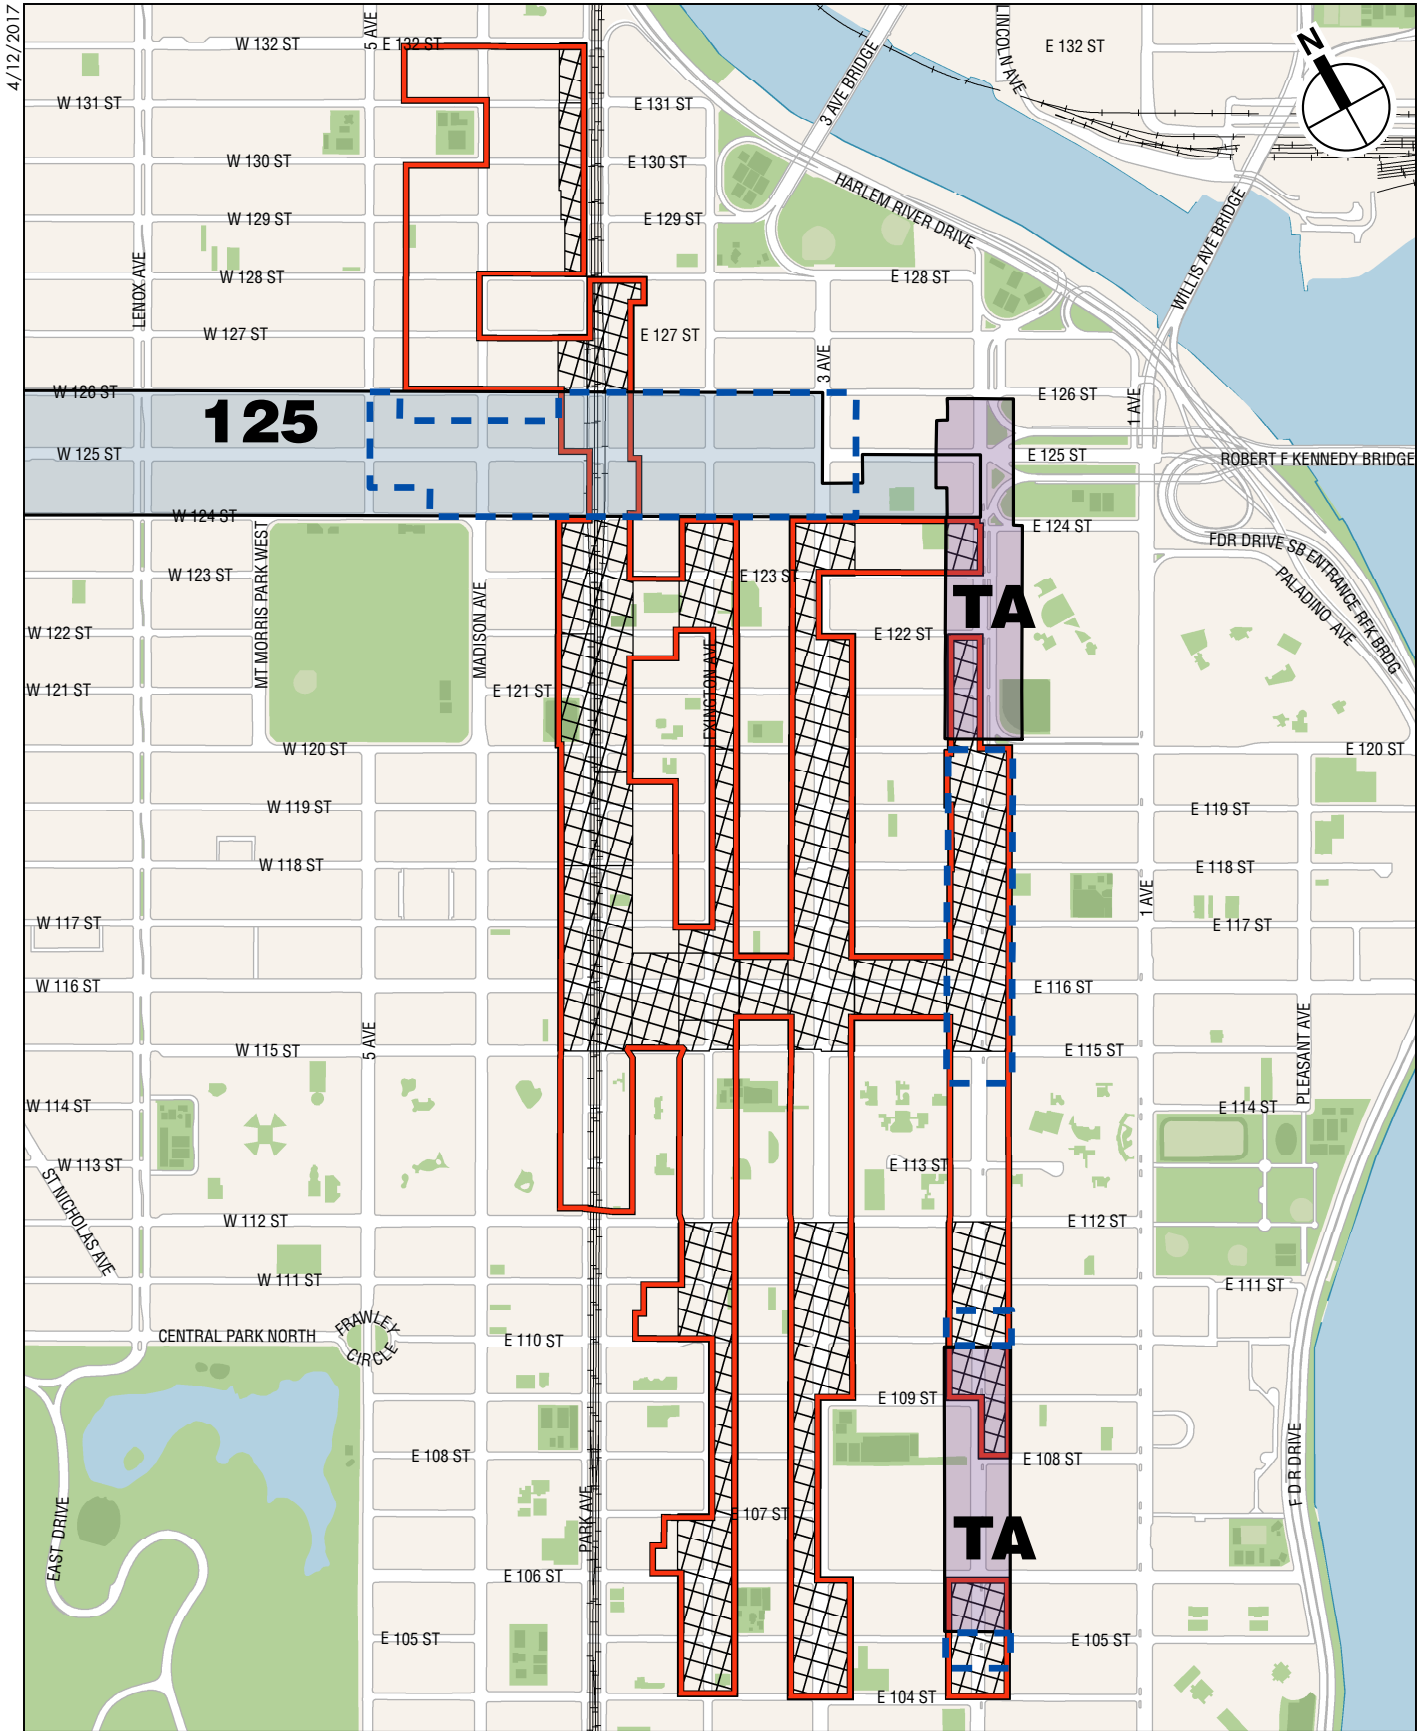 4/12/2017
5 AVE
LINCOLN AVE
N
W 132 ST
E 132 ST
E 132 ST
3 AVE BRIDGE
W 131 ST
E 131 ST
W 130 ST
E 130 ST
HARLEM RIVER DRIVE
WILLIS AVE BRIDGE
W 129 ST
E 129 ST
LENOX AVE
W 128 ST
E 128 ST
W 127 ST
E 127 ST
3 AVE
W 126 ST
E 126 ST
1 AVE
125
W 125 ST
E 125 ST
ROBERT F KENNEDY BRIDGE
W 124 ST
E 124 ST
FDR DRIVE SB ENTRANCE RFK BRDG
MT MORRIS PARK WEST
W 123 ST
MADISON AVE
E 123 ST
PALADINO AVE
TA
W 122 ST
E 122 ST
LEXINGTON AVE
W 121 ST
E 121 ST
W 120 ST
E 120 ST
W 119 ST
E 119 ST
W 118 ST
E 118 ST
1 AVE
W 117 ST
E 117 ST
W 116 ST
E 116 ST
PLEASANT AVE
5 AVE
W 115 ST
E 115 ST
W 114 ST
E 114 ST
W 113 ST
E 113 ST
ST NICHOLAS AVE
W 112 ST
E 112 ST
W 111 ST
E 111 ST
CENTRAL PARK NORTH
FRAWLEY
CIRCLE
E 110 ST
E 109 ST
E 108 ST
E 108 ST
F D R DRIVE
EAST DRIVE
PARK AVE
E 107 ST
TA
E 106 ST
E 105 ST
E 105 ST
E 104 ST